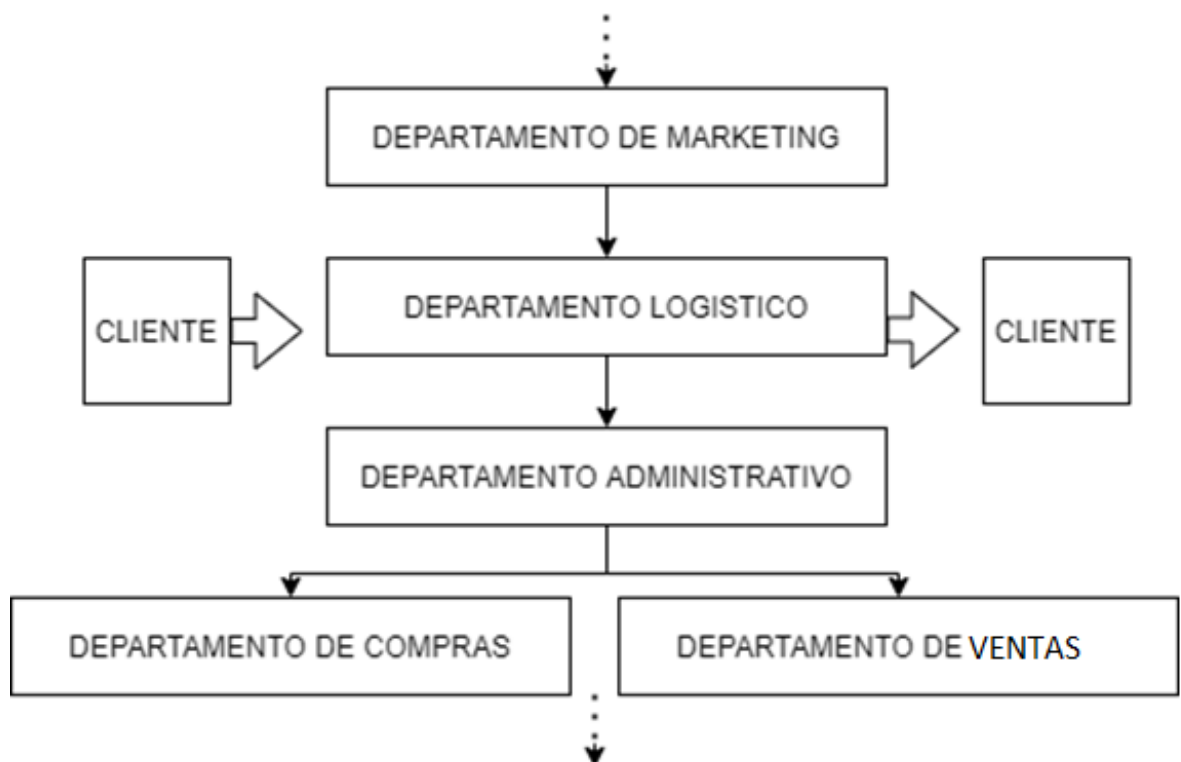 DEPARTAMENTO DE MARKETING
CLIENTE
DEPARTAMENTO LOGISTICO
CLIENTE
DEPARTAMENTO ADMINISTRATIVO
DEPARTAMENTO DE COMPRAS
DEPARTAMENTO DE VENTAS